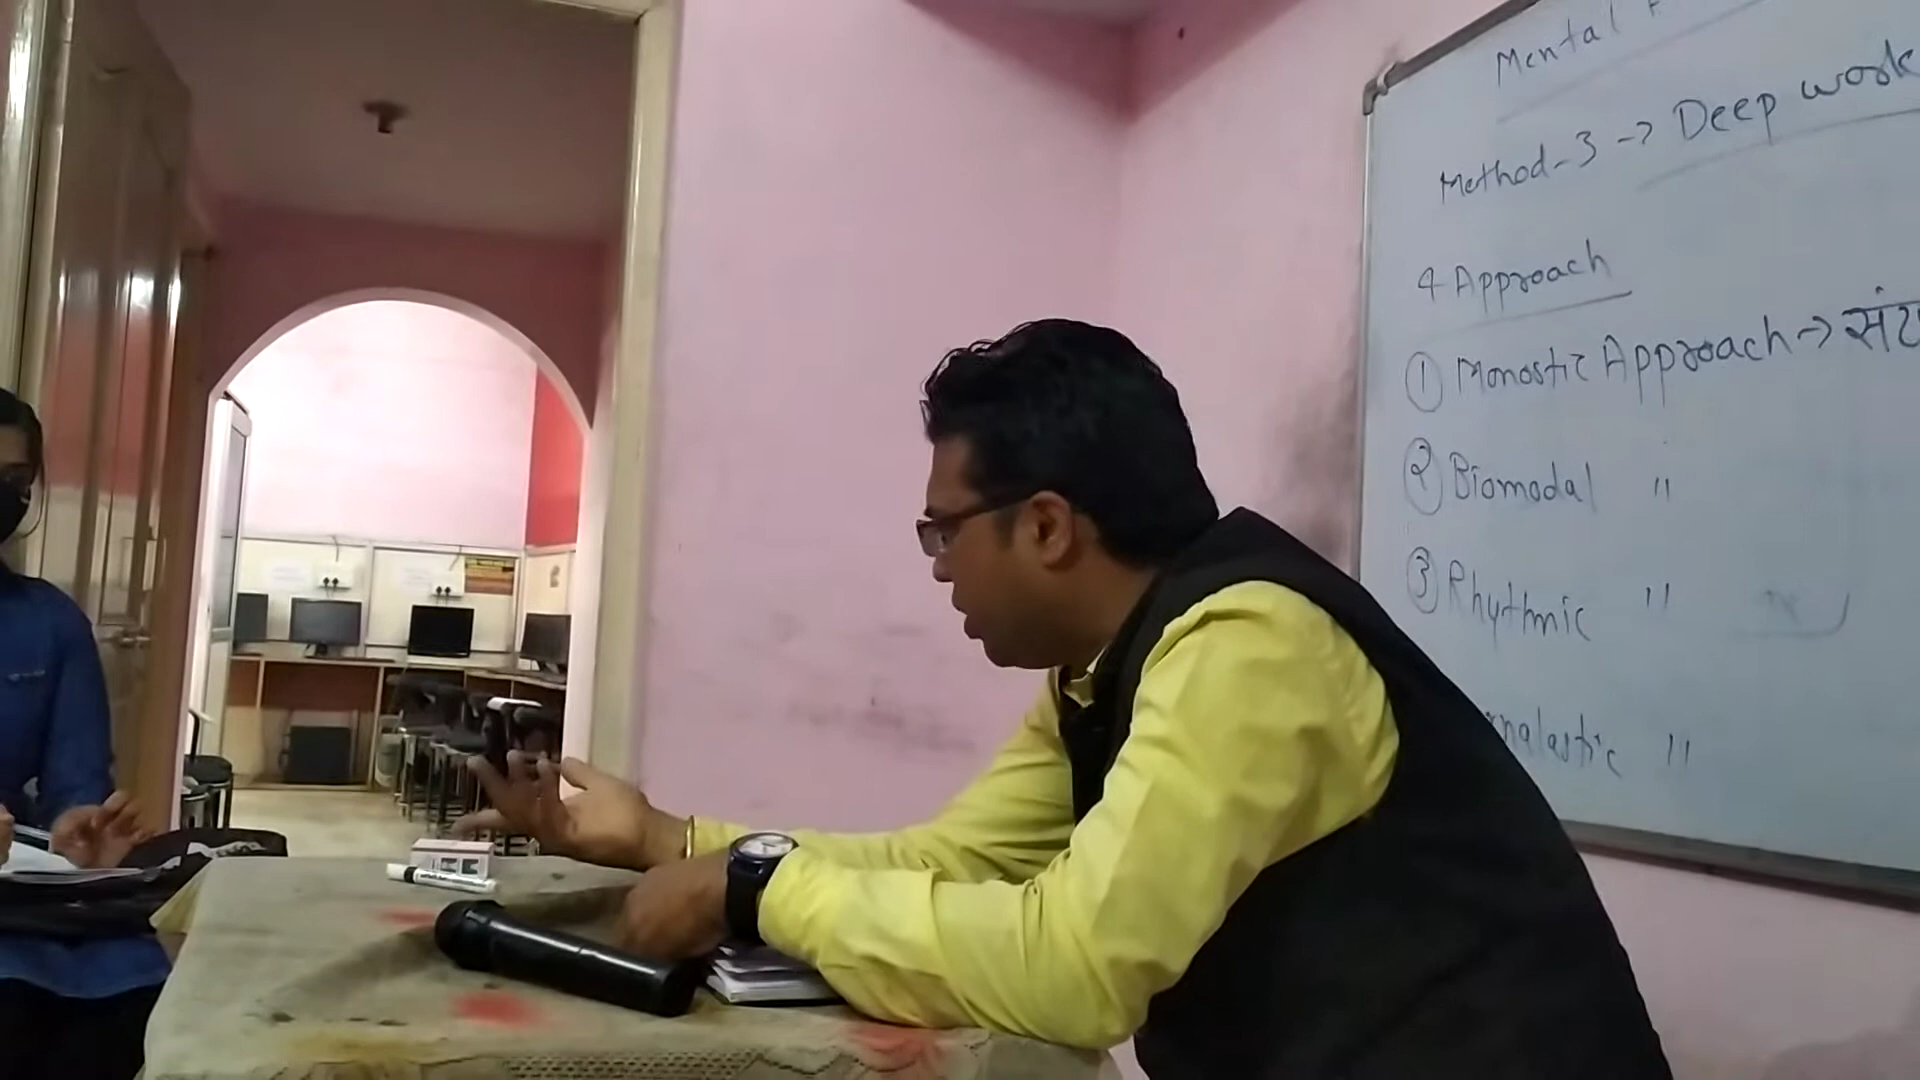 Mental
Method-3 -> Deep work
4 Approach
① Monostic Approach ->
② Biomodal "
③ Rhythmic "
"